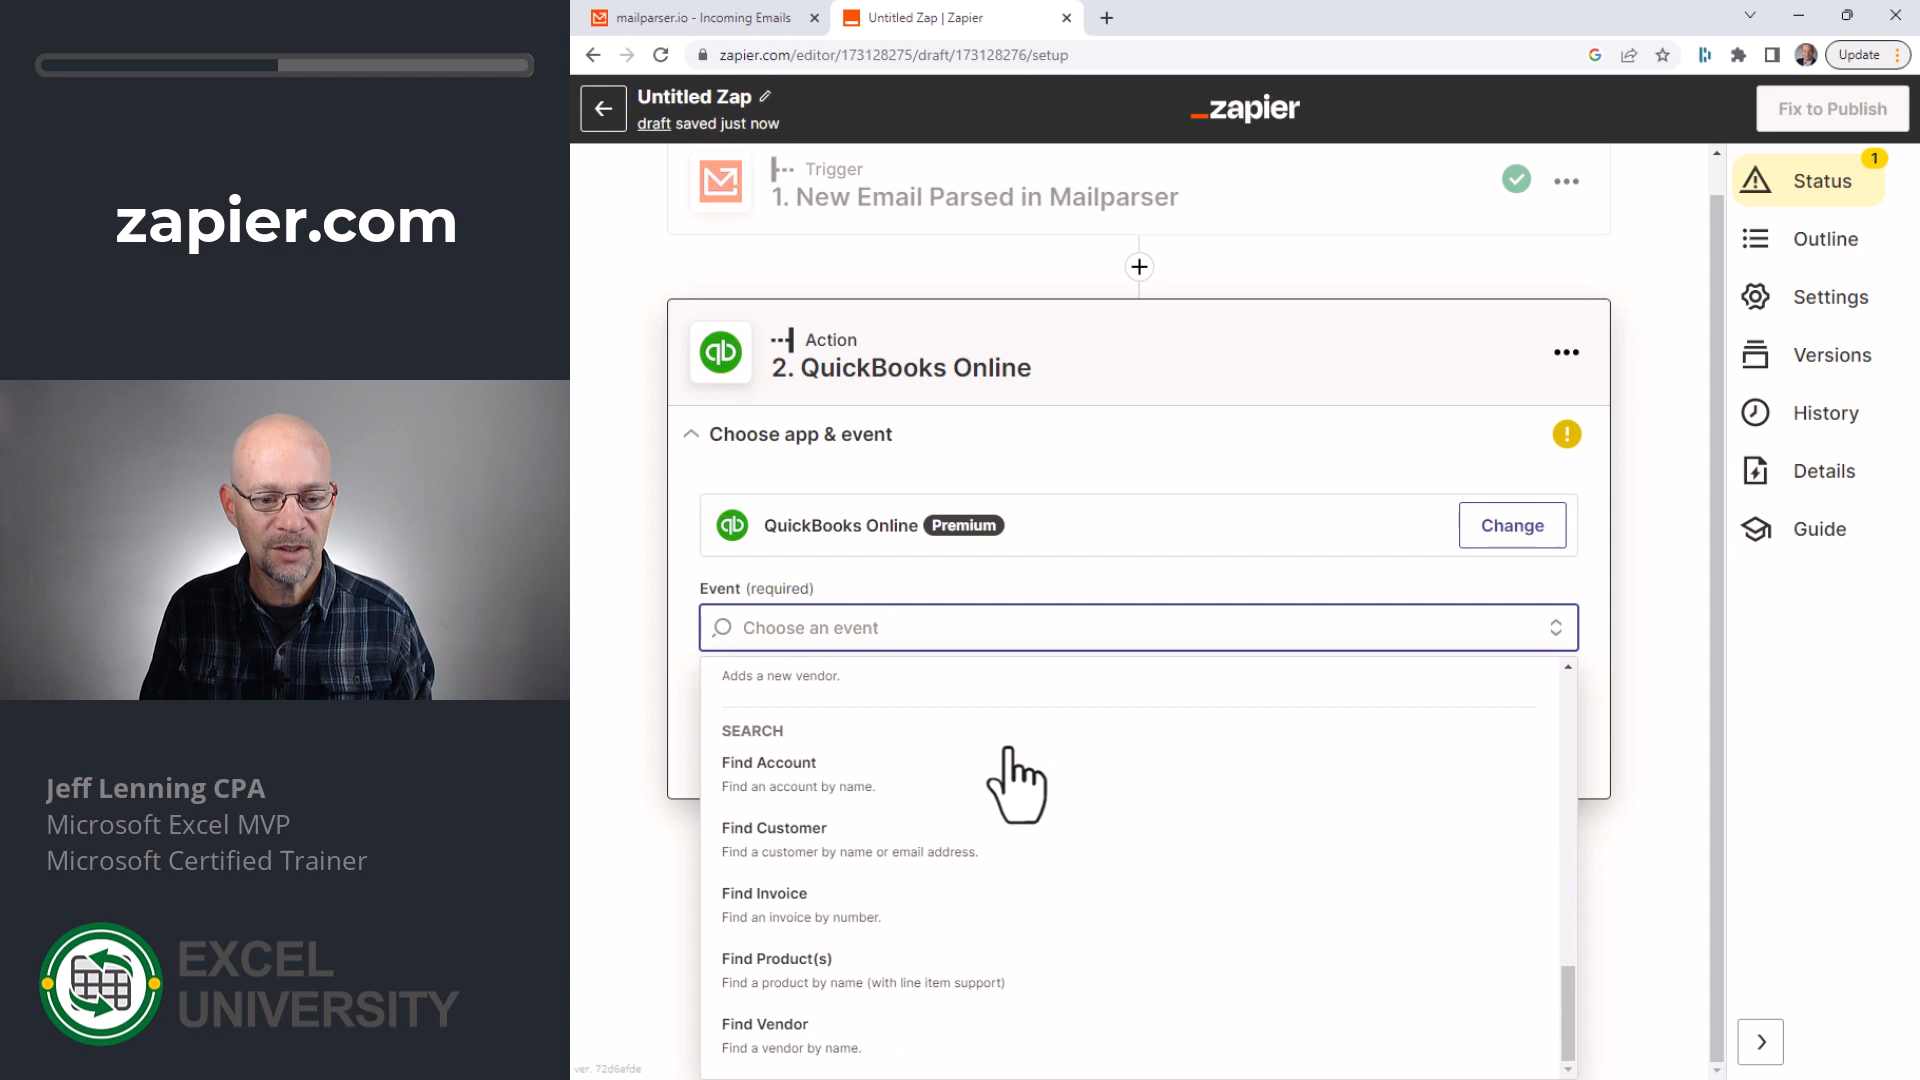 mailparser.io - Incoming Emails
Untitled Zap | Zapier
zapier.com/editor/173128275/draft/173128276/setup
Update
Untitled Zap
draft saved just now
_zapier
Fix to Publish
zapier.com
Trigger
1. New Email Parsed in Mailparser
1
Status
Outline
Settings
Versions
History
Details
Guide
qb
Action
2. QuickBooks Online
Choose app & event
qb
QuickBooks Online Premium
Change
Event (required)
Choose an event
Adds a new vendor.
SEARCH
Find Account
Find an account by name.
Find Customer
Find a customer by name or email address.
Find Invoice
Find an invoice by number.
Find Product(s)
Find a product by name (with line item support)
Find Vendor
Find a vendor by name.
ver. 72d6afde
Jeff Lenning CPA
Microsoft Excel MVP
Microsoft Certified Trainer
EXCEL
UNIVERSITY